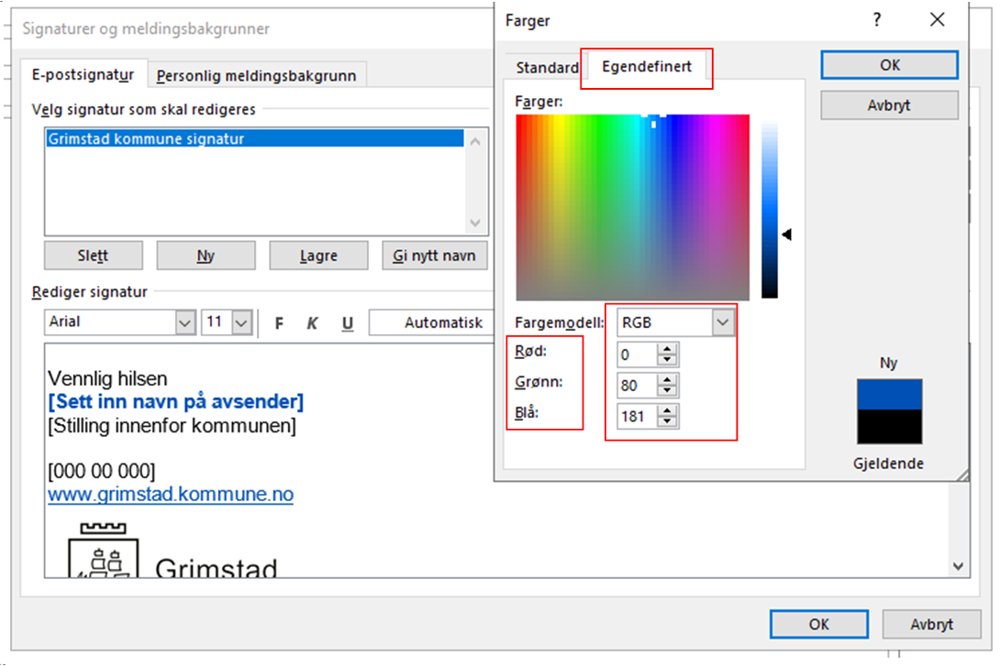 Signaturer og meldingsbakgrunner
E-postsignatur
Personlig meldingsbakgrunn
Velg signatur som skal redigeres
Grimstad kommune signatur
Slett
Ny
Lagre
Gi nytt navn
Rediger signatur
Arial
11
F
K
U
Automatisk
Vennlig hilsen
[Sett inn navn på avsender]
[Stilling innenfor kommunen]
[000 00 000]
www.grimstad.kommune.no
Grimstad
OK
Avbryt
Farger
?
Standard
Egendefinert
OK
Avbryt
Farger:
Fargemodell:
RGB
Rød:
0
Grønn:
80
Blå:
181
Ny
Gjeldende